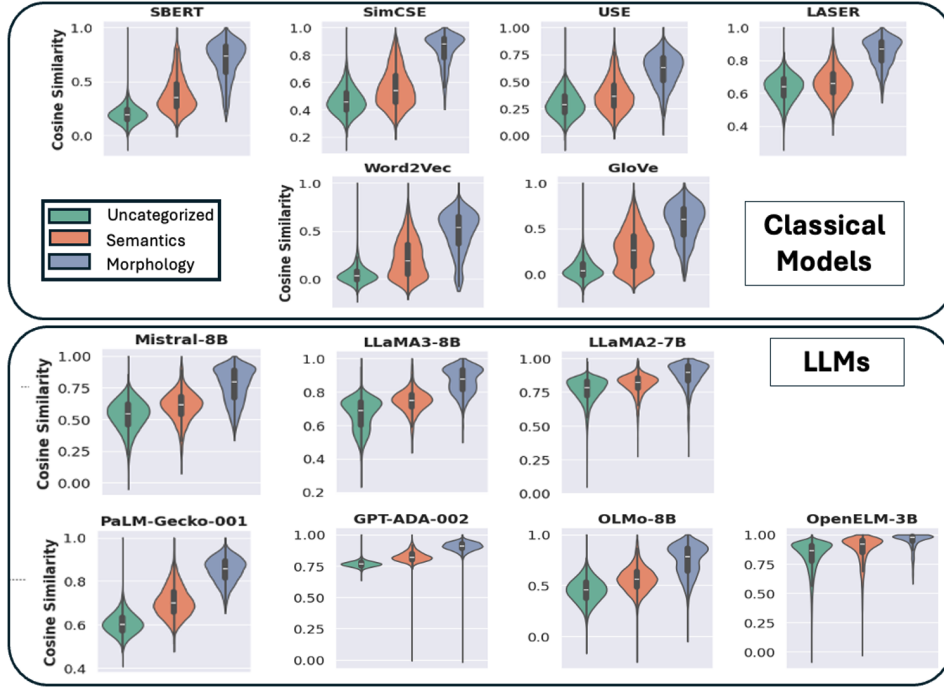 SBERT SimCSE USE LASER
Cosine Similarity
1.0 0.5 0.0
1.0 0.8 0.6 0.4 0.2
1.00 0.75 0.50 0.25 0.00
1.0 0.8 0.6 0.4
Word2Vec GloVe
Cosine Similarity
1.0 0.5 0.0
1.0 0.5 0.0
Uncategorized
Semantics
Morphology
Classical
Models
Mistral-8B LLaMA3-8B LLaMA2-7B
LLMs
Cosine Similarity
1.00 0.75 0.50 0.25 0.00
1.0 0.8 0.6 0.4 0.2
1.00 0.75 0.50 0.25 0.00
PaLM-Gecko-001 GPT-ADA-002 OLMo-8B OpenELM-3B
Cosine Similarity
1.0 0.8 0.6 0.4
1.00 0.75 0.50 0.25 0.00
1.0 0.5 0.0
1.00 0.75 0.50 0.25 0.00